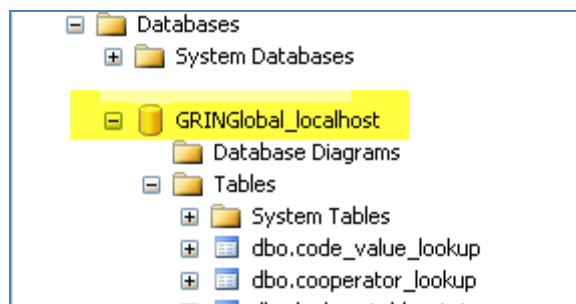 Databases
System Databases
GRINGlobal_localhost
Database Diagrams
Tables
System Tables
dbo.code_value_lookup
dbo.cooperator_lookup